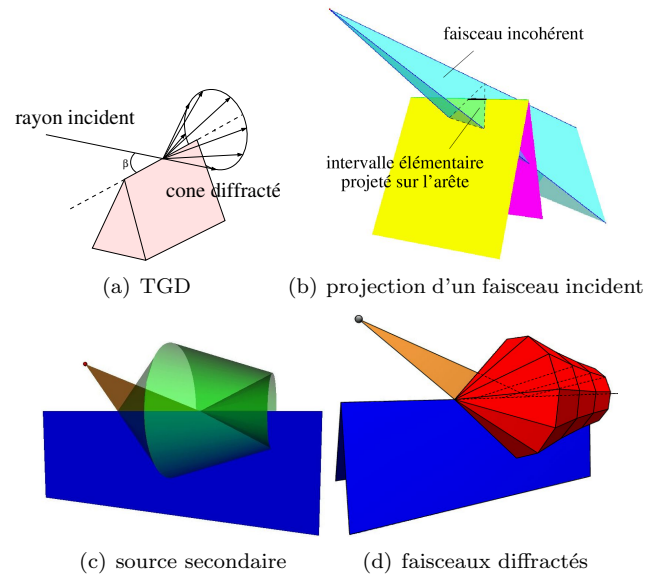 rayon incident
β
cone diffracté
(a) TGD
faisceau incohérent
intervalle élémentaire
projeté sur l'arête
(b) projection d'un faisceau incident
(c) source secondaire
(d) faisceaux diffractés